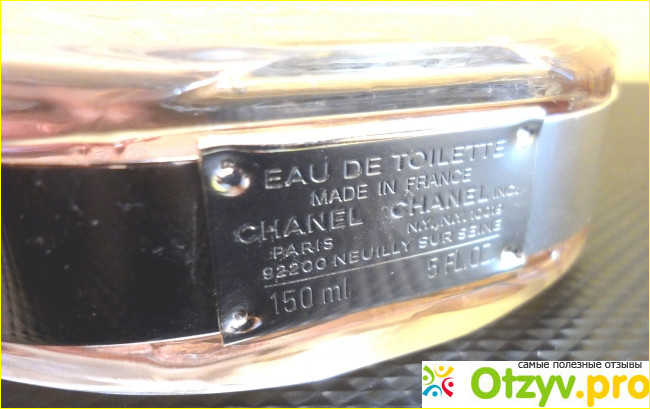 EAU DE TOILETTE
MADE IN FRANCE
CHANEL CHANEL INC.
PARIS N.Y., N.Y. 10019
92200 NEUILLY SUR SEINE
150 ml 5 FL.OZ.
самые полезные отзывы
Otzyv.pro